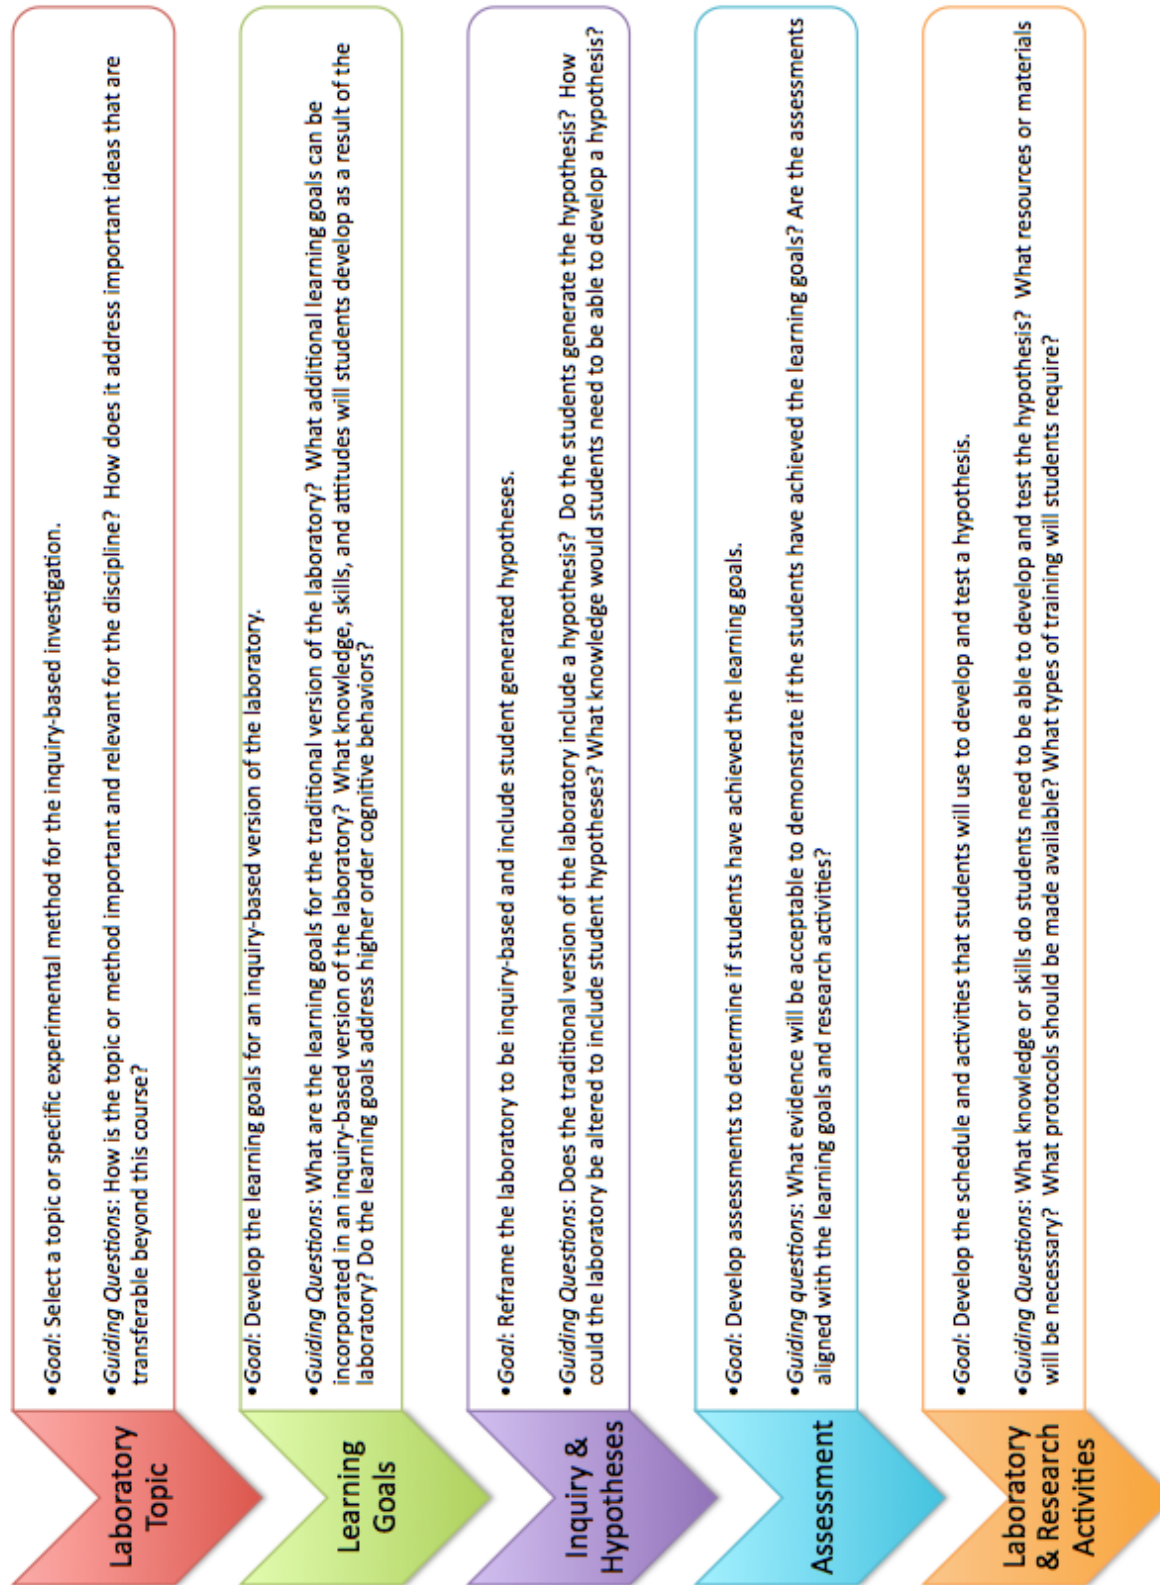 Laboratory
Topic
•Goal: Select a topic or specific experimental method for the inquiry-based investigation.
•Guiding Questions: How is the topic or method important and relevant for the discipline?  How does it address important ideas that are
transferable beyond this course?
Learning
Goals
•Goal: Develop the learning goals for an inquiry-based version of the laboratory.
•Guiding Questions: What are the learning goals for the traditional version of the laboratory?  What additional learning goals can be
incorporated in an inquiry-based version of the laboratory?  What knowledge, skills, and attitudes will students develop as a result of the
laboratory? Do the learning goals address higher order cognitive behaviors?
Inquiry &
Hypotheses
•Goal: Reframe the laboratory to be inquiry-based and include student generated hypotheses.
•Guiding Questions: Does the traditional version of the laboratory include a hypothesis?  Do the students generate the hypothesis?  How
could the laboratory be altered to include student hypotheses? What knowledge would students need to be able to develop a hypothesis?
Assessment
•Goal: Develop assessments to determine if students have achieved the learning goals.
•Guiding questions: What evidence will be acceptable to demonstrate if the students have achieved the learning goals? Are the assessments
aligned with the learning goals and research activities?
Laboratory
& Research
Activities
•Goal: Develop the schedule and activities that students will use to develop and test a hypothesis.
•Guiding Questions: What knowledge or skills do students need to be able to develop and test the hypothesis?  What resources or materials
will be necessary?  What protocols should be made available? What types of training will students require?